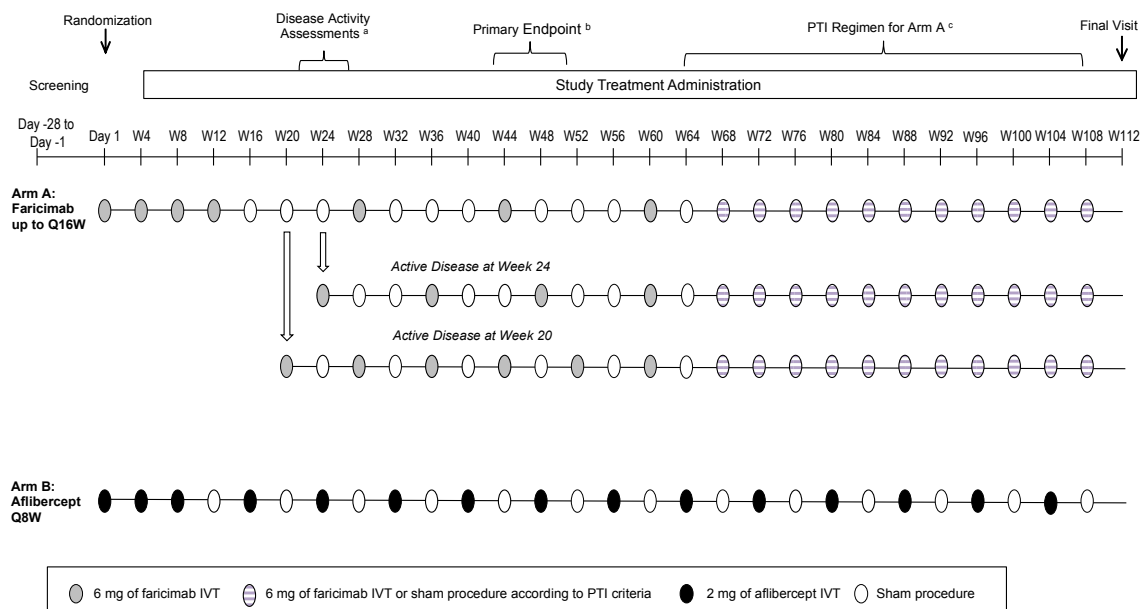 Randomization
Disease Activity
Assessments a
Primary Endpoint b
PTI Regimen for Arm A c
Final Visit
Screening
Study Treatment Administration
Day -28 to
Day -1
Day 1 W4 W8 W12 W16 W20 W24 W28 W32 W36 W40 W44 W48 W52 W56 W60 W64 W68 W72 W76 W80 W84 W88 W92 W96 W100 W104 W108 W112
Arm A:
Faricimab
up to Q16W
Active Disease at Week 24
Active Disease at Week 20
Arm B:
Aflibercept
Q8W
6 mg of faricimab IVT 6 mg of faricimab IVT or sham procedure according to PTI criteria 2 mg of aflibercept IVT Sham procedure